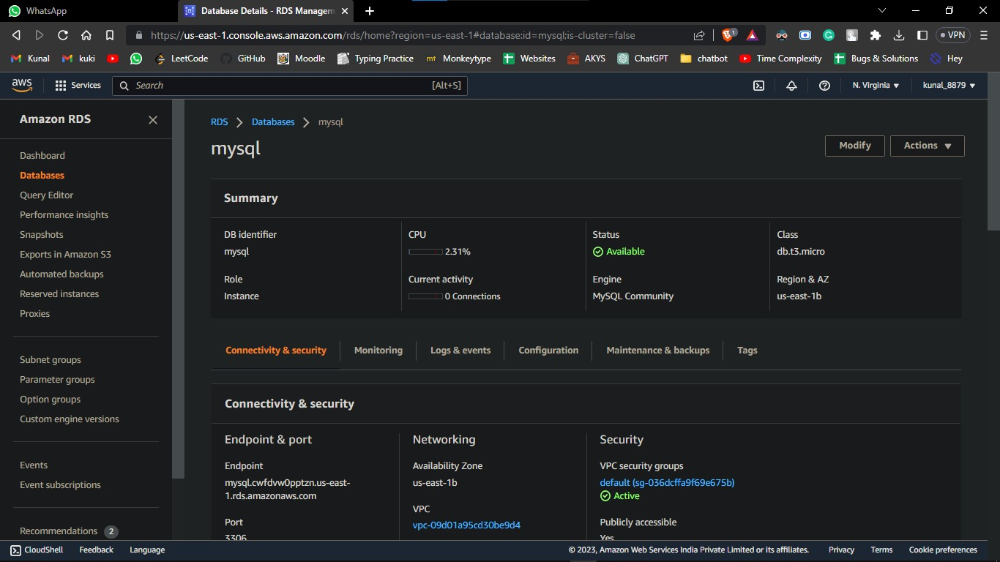 WhatsApp
Database Details - RDS Managem
https://us-east-1.console.aws.amazon.com/rds/home?region=us-east-1#database:id=mysql;is-cluster=false
1
VPN
Kunal
kuki
LeetCode
GitHub
Moodle
Typing Practice
mt Monkeytype
Websites
AKYS
ChatGPT
chatbot
Time Complexity
Bugs & Solutions
Hey
aws
Services
Search
[Alt+S]
N. Virginia
kunal_8879
Amazon RDS
Dashboard
Databases
Query Editor
Performance insights
Snapshots
Exports in Amazon S3
Automated backups
Reserved instances
Proxies
Subnet groups
Parameter groups
Option groups
Custom engine versions
Events
Event subscriptions
Recommendations 2
RDS > Databases > mysql
mysql
Modify
Actions
Summary
DB identifier
mysql
CPU
2.31%
Status
Available
Class
db.t3.micro
Role
Instance
Current activity
0 Connections
Engine
MySQL Community
Region & AZ
us-east-1b
Connectivity & security
Monitoring
Logs & events
Configuration
Maintenance & backups
Tags
Connectivity & security
Endpoint & port
Endpoint
mysql.cwfdvw0pptzn.us-east-
1.rds.amazonaws.com
Port
3306
Networking
Availability Zone
us-east-1b
VPC
vpc-09d01a95cd30be9d4
Security
VPC security groups
default (sg-036dcffa9f69e675b)
Active
Publicly accessible
Yes
CloudShell
Feedback
Language
© 2023, Amazon Web Services India Private Limited or its affiliates.
Privacy
Terms
Cookie preferences